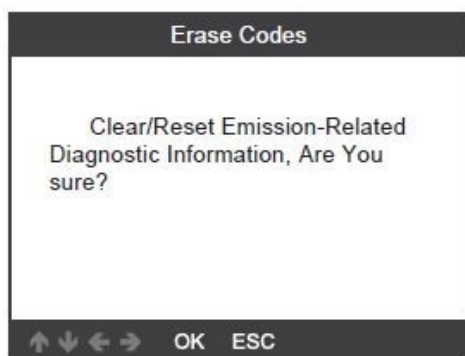 Erase Codes
Clear/Reset Emission-Related
Diagnostic Information, Are You
sure?
OK ESC